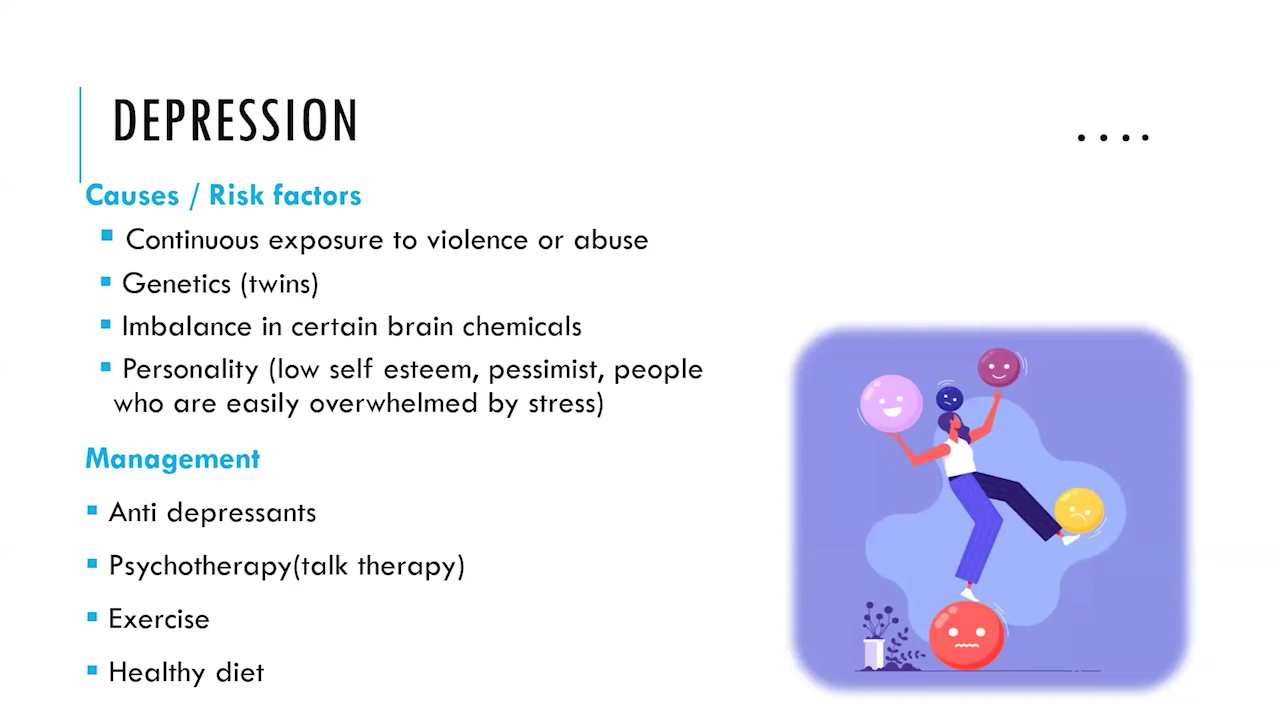 DEPRESSION
....
Causes / Risk factors
▪ Continuous exposure to violence or abuse
▪ Genetics (twins)
▪ Imbalance in certain brain chemicals
▪ Personality (low self esteem, pessimist, people
who are easily overwhelmed by stress)
Management
▪ Anti depressants
▪ Psychotherapy(talk therapy)
▪ Exercise
▪ Healthy diet